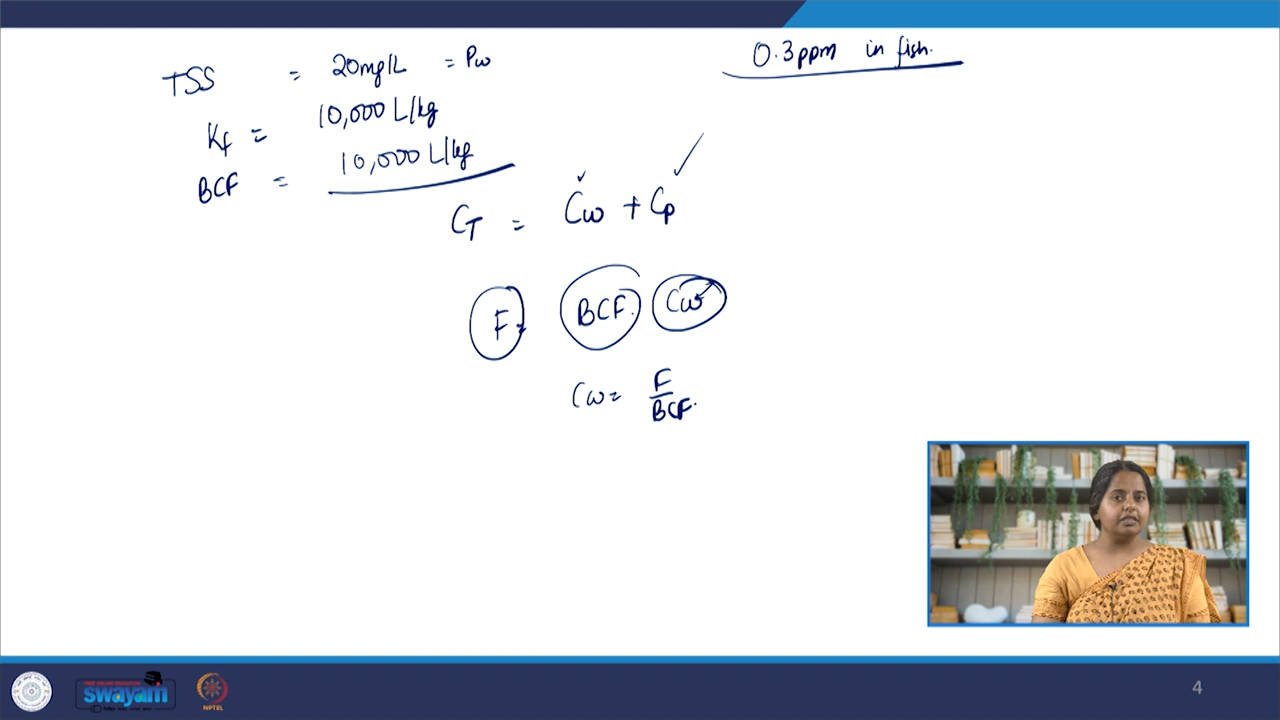 0.3ppm in fish.
TSS = 20mg/L = Pw
Kf = 10,000 L/kg
BCF = 10,000 L/kg
CT = Cw + Cp
F = BCF. Cw
Cw = F/BCF.
swayam
NPTEL
4